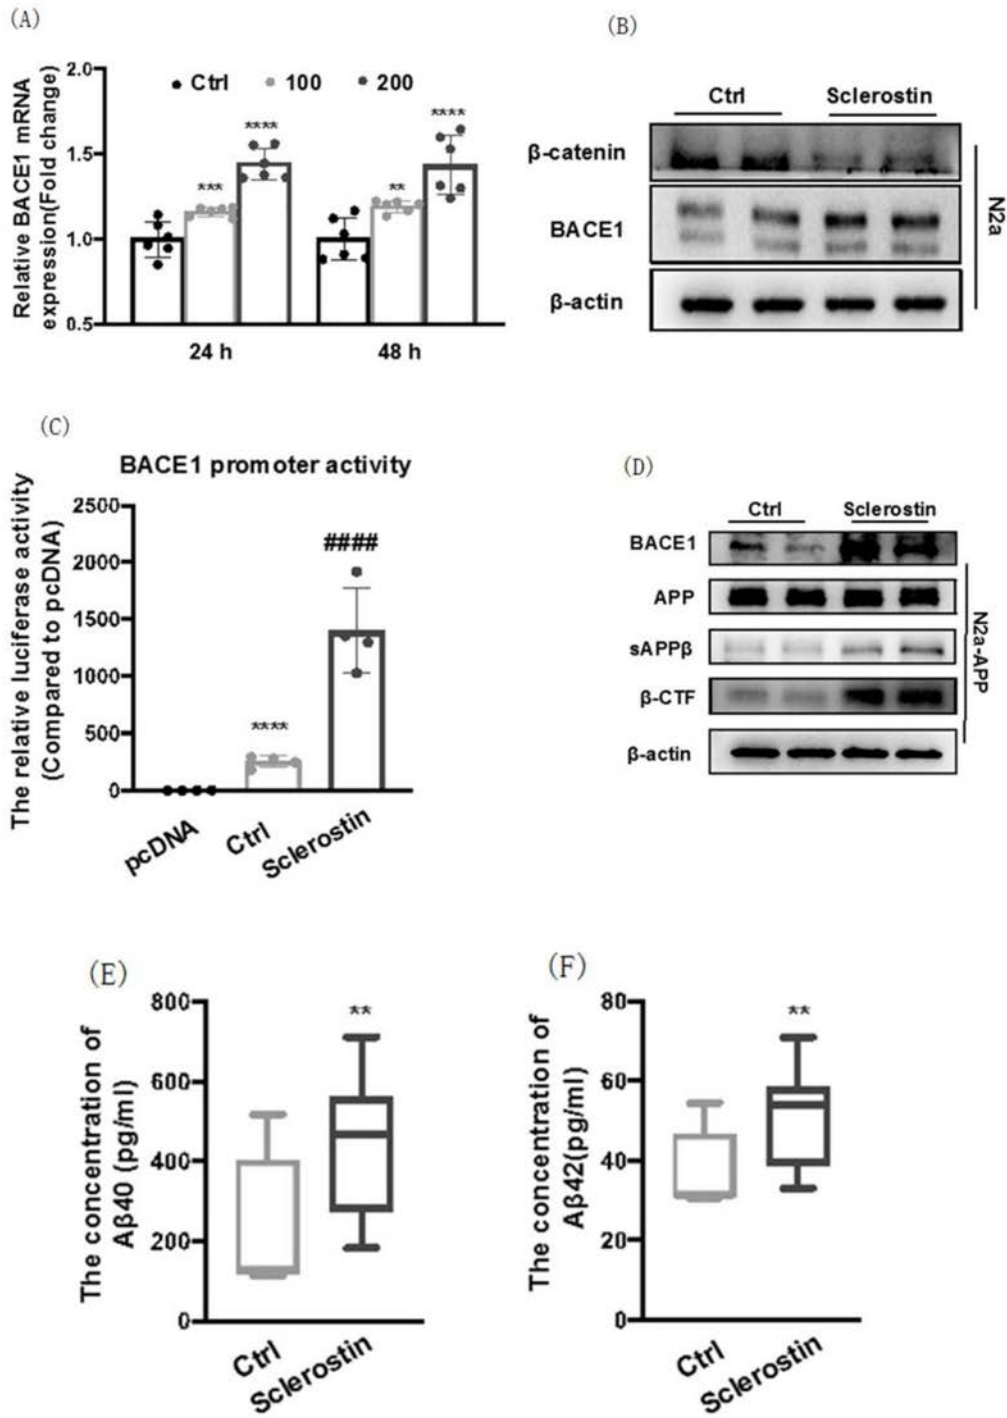 (A)
Relative BACE1 mRNA
expression(Fold change)
2.0
1.5
1.0
0.5
Ctrl 100 200
*** **** ** ****
24 h 48 h
(B)
Ctrl Sclerostin
β-catenin
BACE1
β-actin
N2a
(C)
BACE1 promoter activity
The relative luciferase activity
(Compared to pcDNA)
2500
2000
1500
1000
500
0
****
####
pcDNA Ctrl Sclerostin
(D)
Ctrl Sclerostin
BACE1
APP
sAPPβ
β-CTF
β-actin
N2a-APP
(E)
The concentration of
Aβ40 (pg/ml)
800
600
400
200
0
**
Ctrl Sclerostin
(F)
The concentration of
Aβ42(pg/ml)
80
60
40
20
0
**
Ctrl Sclerostin